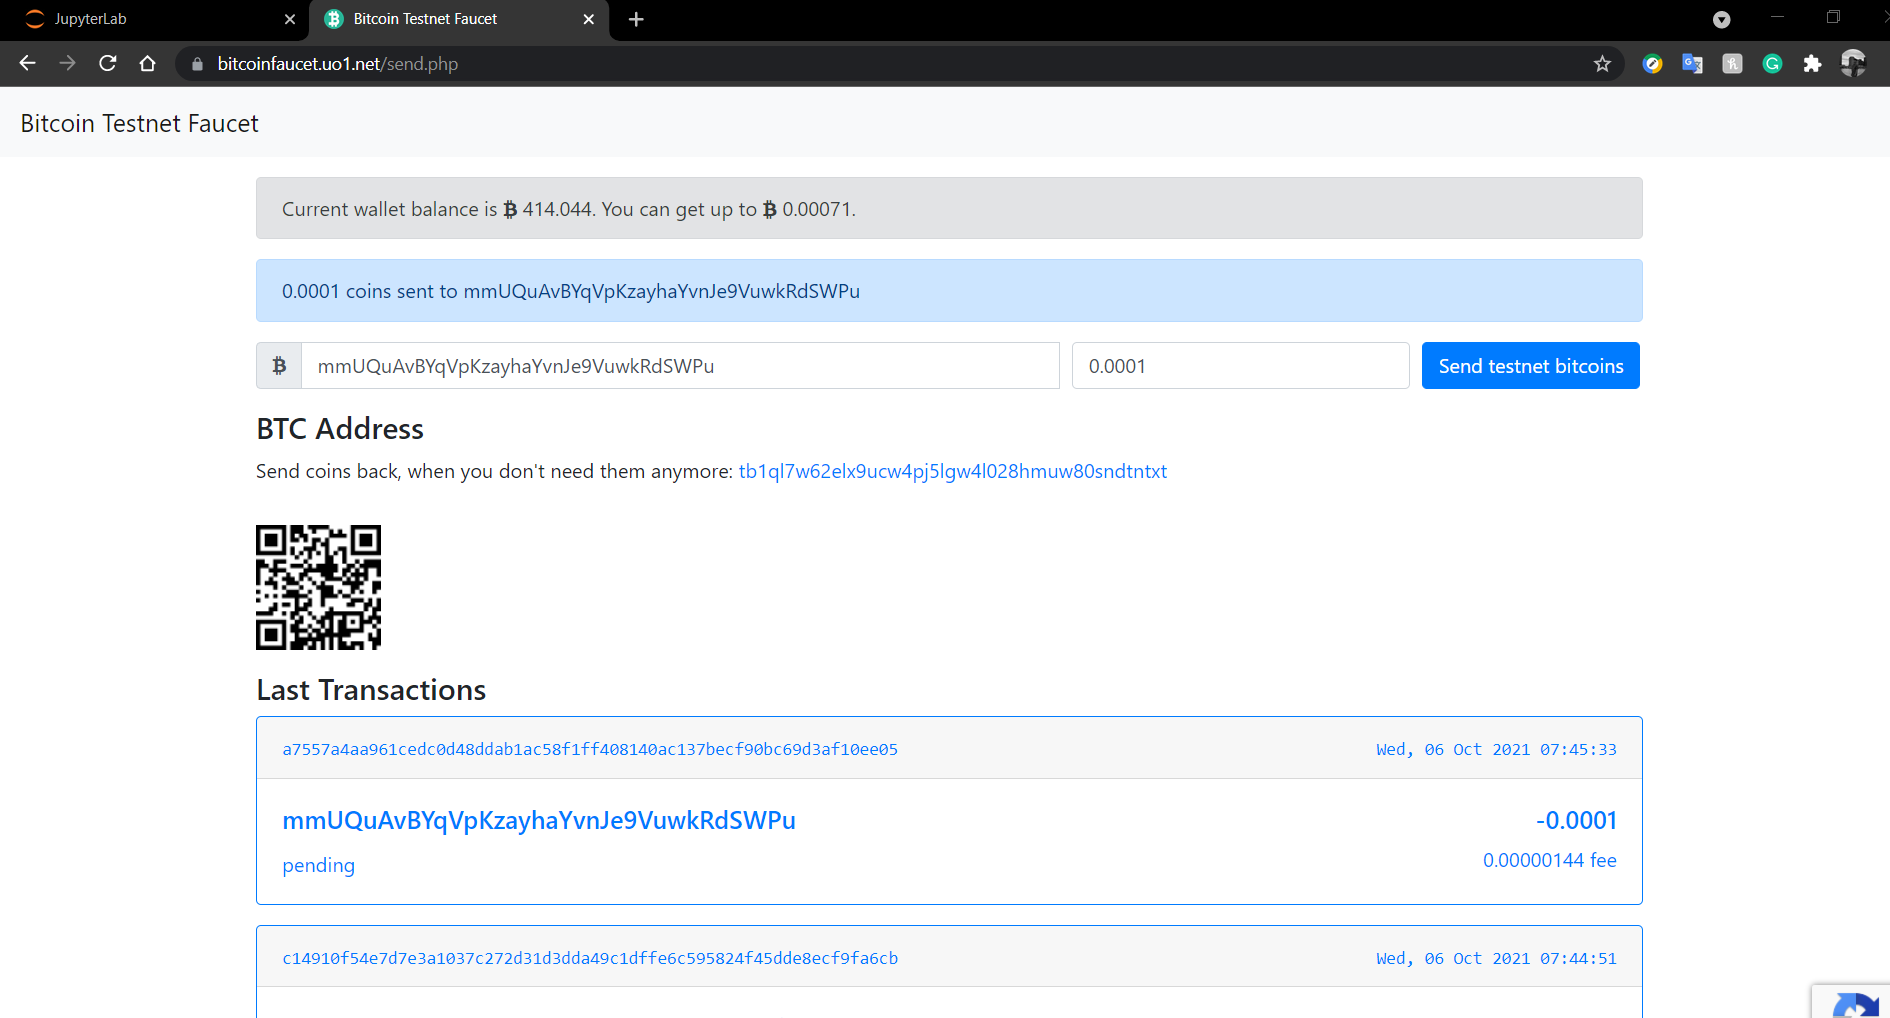 JupyterLab
Bitcoin Testnet Faucet
bitcoinfaucet.uo1.net/send.php
Bitcoin Testnet Faucet
Current wallet balance is ₿ 414.044. You can get up to ₿ 0.00071.
0.0001 coins sent to mmUQuAvBYqVpKzayhaYvnJe9VuwkRdSWPu
₿ mmUQuAvBYqVpKzayhaYvnJe9VuwkRdSWPu 0.0001 Send testnet bitcoins
BTC Address
Send coins back, when you don't need them anymore: tb1ql7w62elx9ucw4pj5lgw4l028hmuw80sndtntxt
Last Transactions
a7557a4aa961cedc0d48ddab1ac58f1ff408140ac137becf90bc69d3af10ee05 Wed, 06 Oct 2021 07:45:33
mmUQuAvBYqVpKzayhaYvnJe9VuwkRdSWPu -0.0001
pending 0.00000144 fee
c14910f54e7d7e3a1037c272d31d3dda49c1dffe6c595824f45dde8ecf9fa6cb Wed, 06 Oct 2021 07:44:51